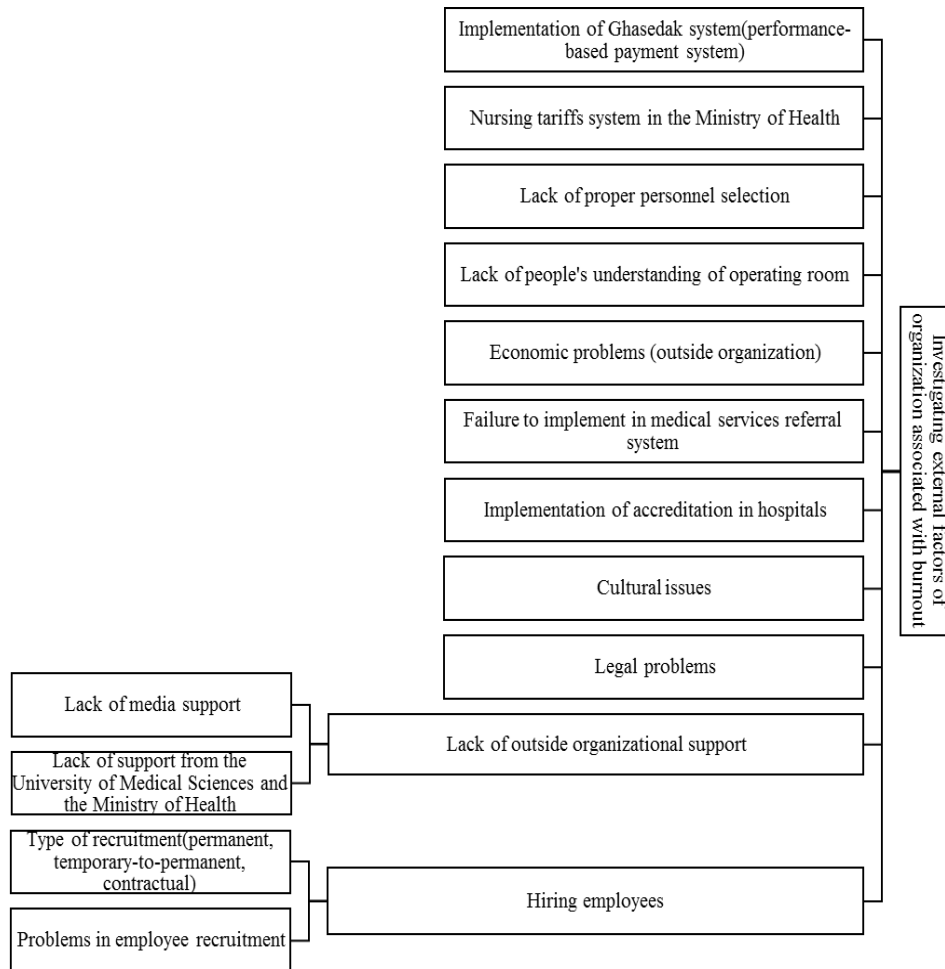 Implementation of Ghasedak system(performance-
based payment system)
Nursing tariffs system in the Ministry of Health
Lack of proper personnel selection
Lack of people's understanding of operating room
Economic problems (outside organization)
Failure to implement in medical services referral
system
Implementation of accreditation in hospitals
Cultural issues
Legal problems
Lack of outside organizational support
Hiring employees
Lack of media support
Lack of support from the
University of Medical Sciences and
the Ministry of Health
Type of recruitment(permanent,
temporary-to-permanent,
contractual)
Problems in employee recruitment
Investigating external factors of
organization associated with burnout